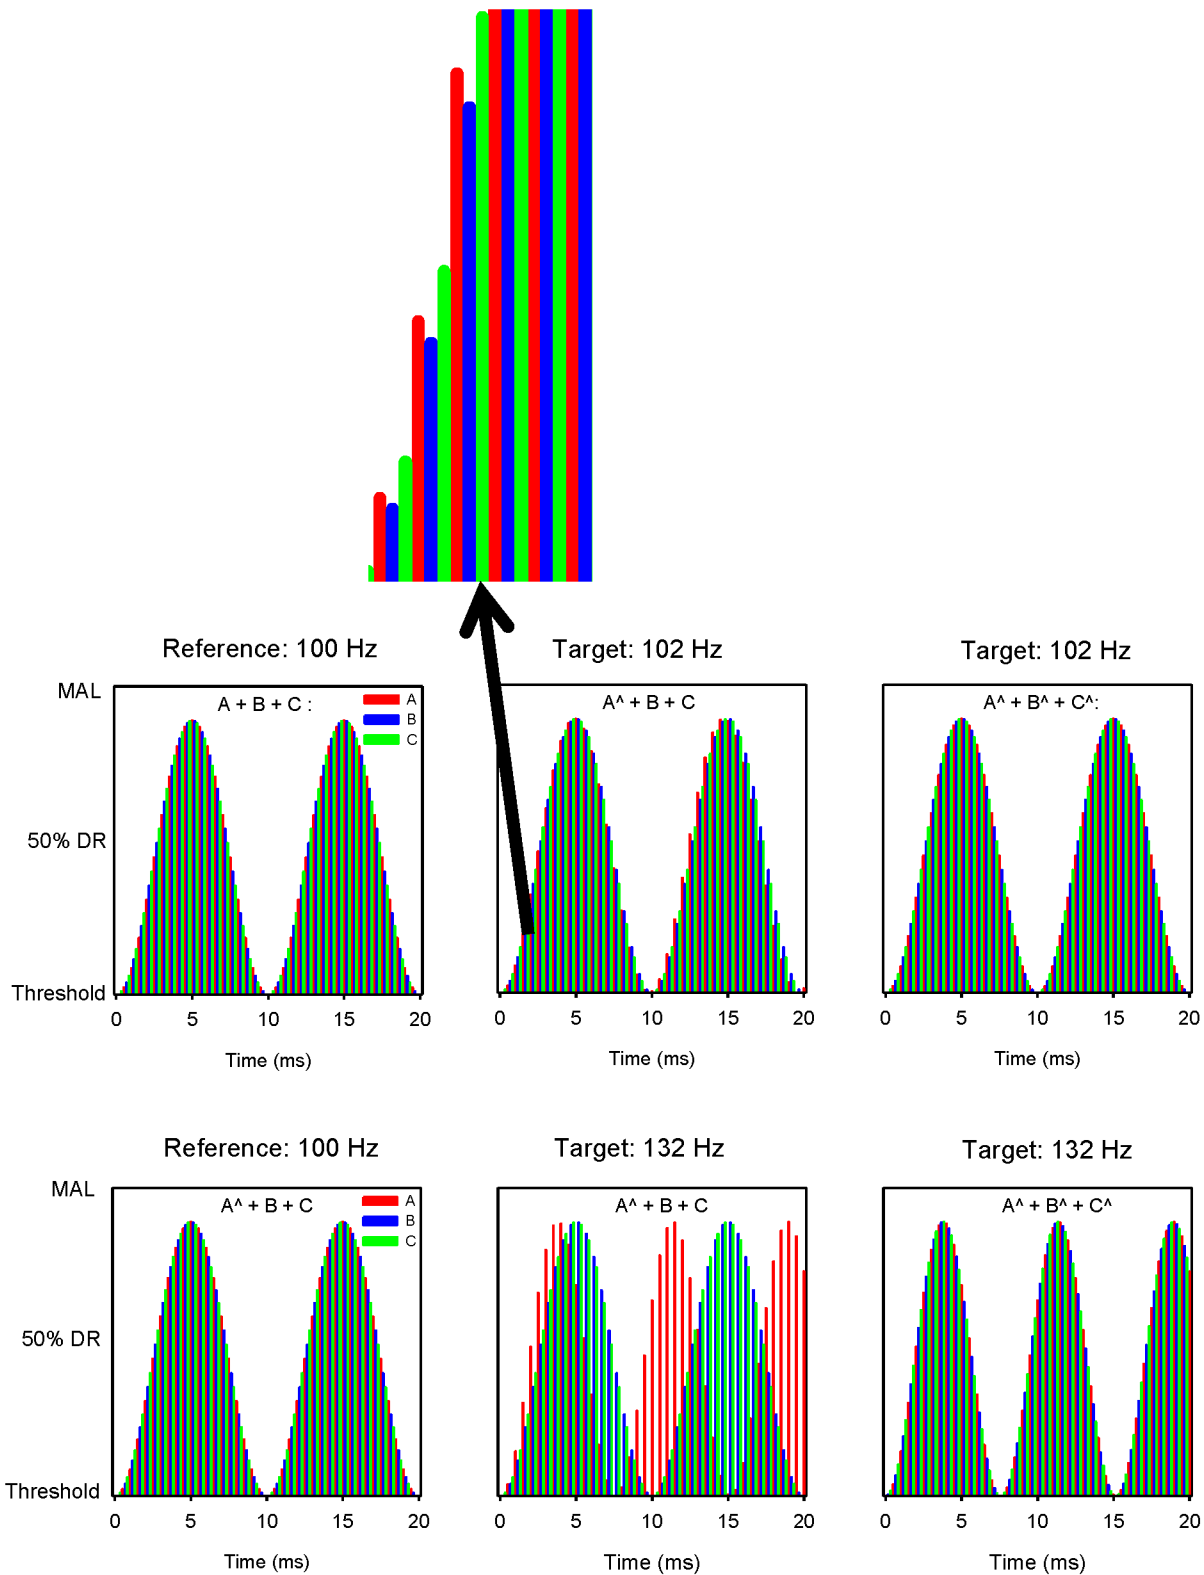 Reference: 100 Hz
Target: 102 Hz
Target: 102 Hz
MAL
A + B + C :
A
B
C
A^ + B + C
A^ + B^ + C^:
50% DR
Threshold
0 5 10 15 20
0 5 10 15 20
0 5 10 15 20
Time (ms)
Time (ms)
Time (ms)
Reference: 100 Hz
Target: 132 Hz
Target: 132 Hz
MAL
A^ + B + C
A
B
C
A^ + B + C
A^ + B^ + C^
50% DR
Threshold
0 5 10 15 20
0 5 10 15 20
0 5 10 15 20
Time (ms)
Time (ms)
Time (ms)